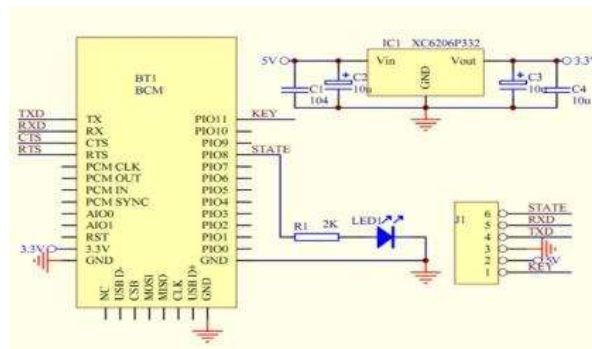 BT1
BCM
TXD TX
RXD RX
CTS CTS
RTS RTS
PCM CLK
PCM OUT
PCM IN
PCM SYNC
AIO0
AIO1
RST
3.3V 3.3V
GND
PIO11 KEY
PIO10
PIO9
PIO8 STATE
PIO7
PIO6
PIO5
PIO4
PIO3
PIO2
PIO1
PIO0
GND
NC
USB D-
CSB
MOSI
MISO
CLK
USB D+
GND
R1 2K
LED1
IC1 XC6206P332
5V Vin Vout 3.3V
GND
C1
104
C2
10u
C3
10u
C4
10u
J1
6 STATE
5 RXD
4 TXD
3
2 5V
1 KEY